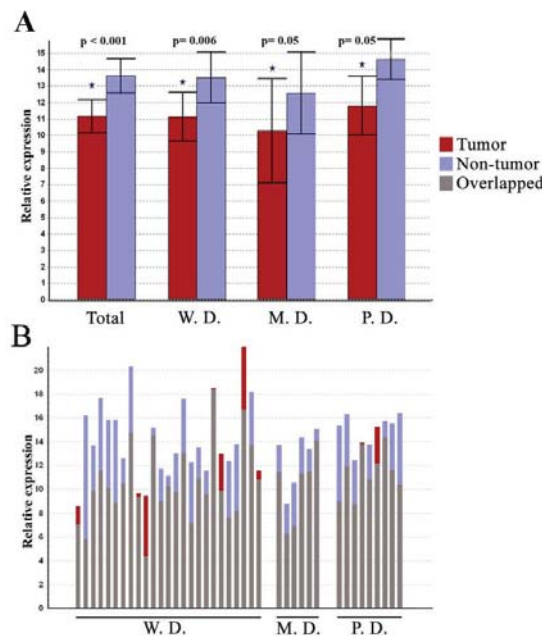 A
p < 0.001 p= 0.006 p= 0.05 p= 0.05
15
14
13
12
11
10
9
8
7
6
5
4
3
2
1
0
Relative expression
* * * *
Total W. D. M. D. P. D.
Tumor
Non-tumor
Overlapped
B
20
18
16
14
12
10
8
6
4
2
0
Relative expression
W. D. M. D. P. D.